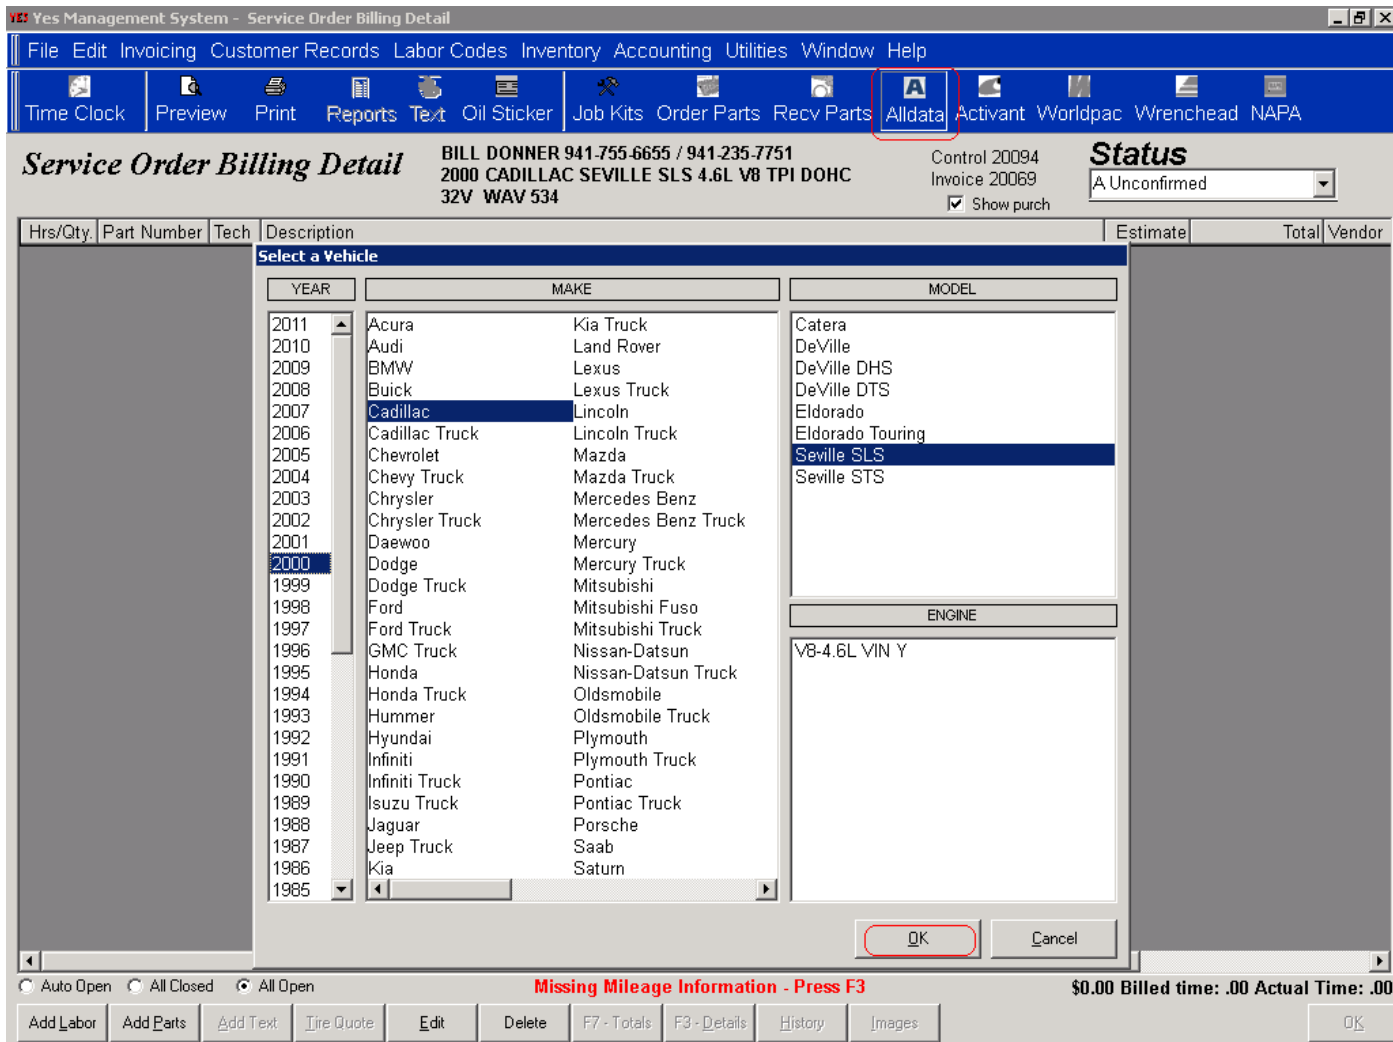 YES Yes Management System - Service Order Billing Detail
File Edit Invoicing Customer Records Labor Codes Inventory Accounting Utilities Window Help
Time Clock Preview Print Reports Text Oil Sticker Job Kits Order Parts Recv Parts Alldata Activant Worldpac Wrenchead NAPA
Service Order Billing Detail
BILL DONNER 941-755-6655 / 941-235-7751
2000 CADILLAC SEVILLE SLS 4.6L V8 TPI DOHC
32V WAV 534
Control 20094
Invoice 20069
Show purch
Status
A Unconfirmed
Hrs/Qty. Part Number Tech Description Estimate Total Vendor
Select a Vehicle
YEAR MAKE MODEL
2011 Acura Kia Truck Catera
2010 Audi Land Rover DeVille
2009 BMW Lexus DeVille DHS
2008 Buick Lexus Truck DeVille DTS
2007 Cadillac Lincoln Eldorado
2006 Cadillac Truck Lincoln Truck Eldorado Touring
2005 Chevrolet Mazda Seville SLS
2004 Chevy Truck Mazda Truck Seville STS
2003 Chrysler Mercedes Benz
2002 Chrysler Truck Mercedes Benz Truck
2001 Daewoo Mercury
2000 Dodge Mercury Truck
1999 Dodge Truck Mitsubishi
1998 Ford Mitsubishi Fuso
1997 Ford Truck Mitsubishi Truck
ENGINE
1996 GMC Truck Nissan-Datsun V8-4.6L VIN Y
1995 Honda Nissan-Datsun Truck
1994 Honda Truck Oldsmobile
1993 Hummer Oldsmobile Truck
1992 Hyundai Plymouth
1991 Infiniti Plymouth Truck
1990 Infiniti Truck Pontiac
1989 Isuzu Truck Pontiac Truck
1988 Jaguar Porsche
1987 Jeep Truck Saab
1986 Kia Saturn
1985
OK Cancel
Auto Open All Closed All Open Missing Mileage Information - Press F3 $0.00 Billed time: .00 Actual Time: .00
Add Labor Add Parts Add Text Tire Quote Edit Delete F7 - Totals F3 - Details History Images OK